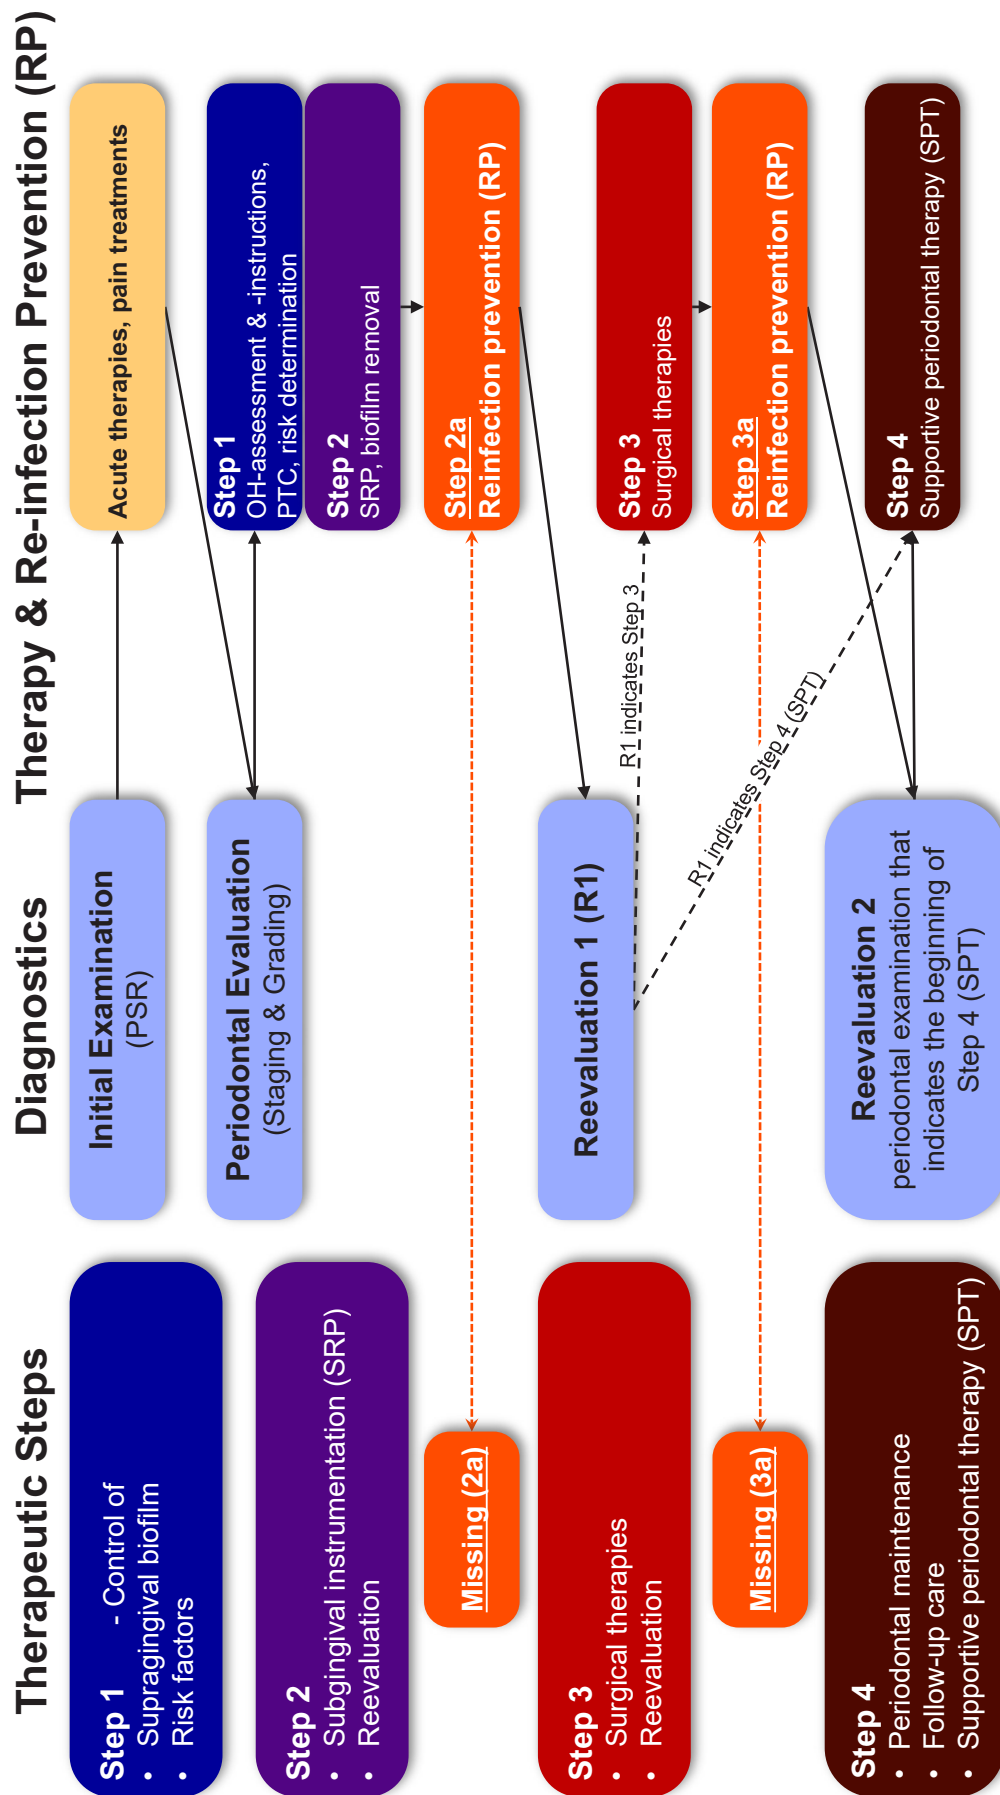 Therapeutic Steps
Diagnostics
Therapy & Re-infection Prevention (RP)
Step 1 - Control of
• Supragingival biofilm
• Risk factors
Step 2
• Subgingival instrumentation (SRP)
• Reevaluation
Missing (2a)
Step 3
• Surgical therapies
• Reevaluation
Missing (3a)
Step 4
• Periodontal maintenance
• Follow-up care
• Supportive periodontal therapy (SPT)
Initial Examination
(PSR)
Periodontal Evaluation
(Staging & Grading)
Reevaluation 1 (R1)
Reevaluation 2
periodontal examination that
indicates the beginning of
Step 4 (SPT)
R1 indicates Step 3
R1 indicates Step 4 (SPT)
Acute therapies, pain treatments
Step 1
OH-assessment & -instructions,
PTC, risk determination
Step 2
SRP, biofilm removal
Step 2a
Reinfection prevention (RP)
Step 3
Surgical therapies
Step 3a
Reinfection prevention (RP)
Step 4
Supportive periodontal therapy (SPT)